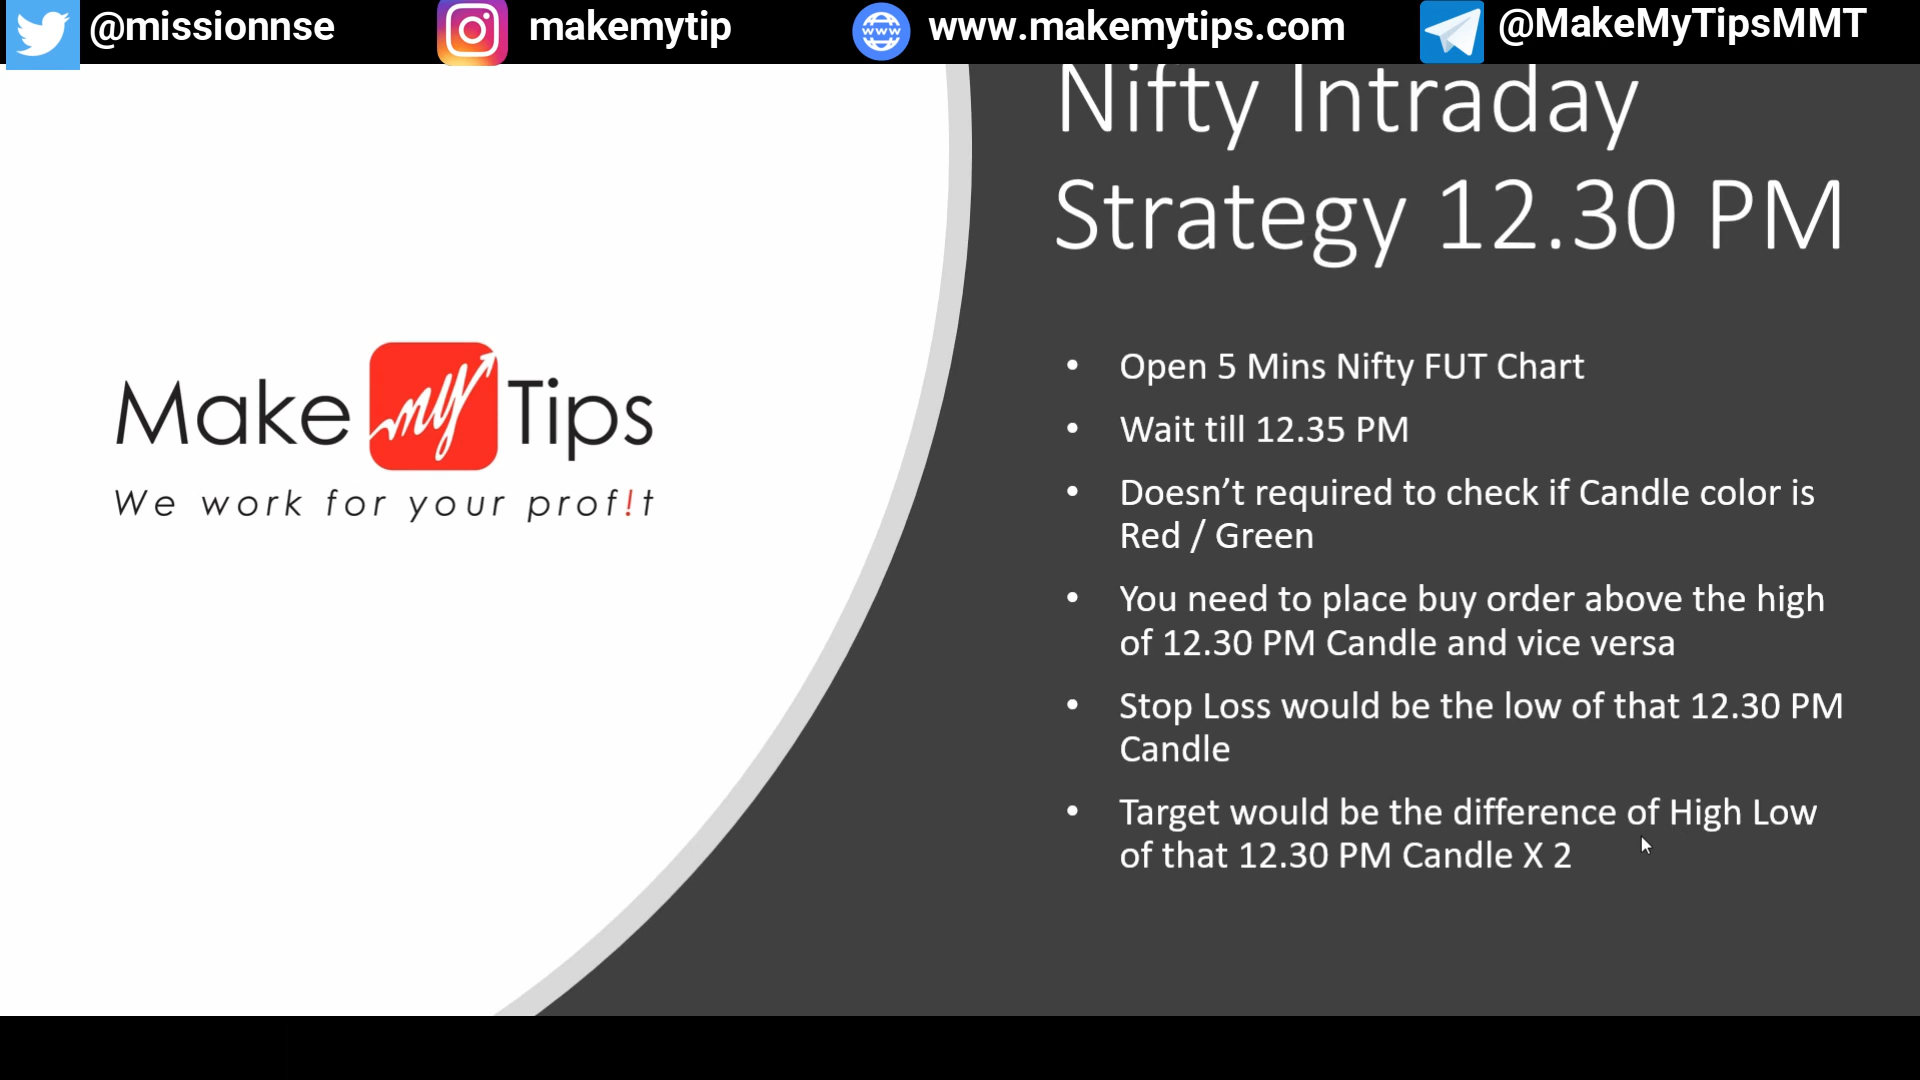 @missionnse
makemytip
www.makemytips.com
@MakeMyTipsMMT
Nifty Intraday
Strategy 12.30 PM
Make my Tips
We work for your prof!t
• Open 5 Mins Nifty FUT Chart
• Wait till 12.35 PM
• Doesn’t required to check if Candle color is
Red / Green
• You need to place buy order above the high
of 12.30 PM Candle and vice versa
• Stop Loss would be the low of that 12.30 PM
Candle
• Target would be the difference of High Low
of that 12.30 PM Candle X 2